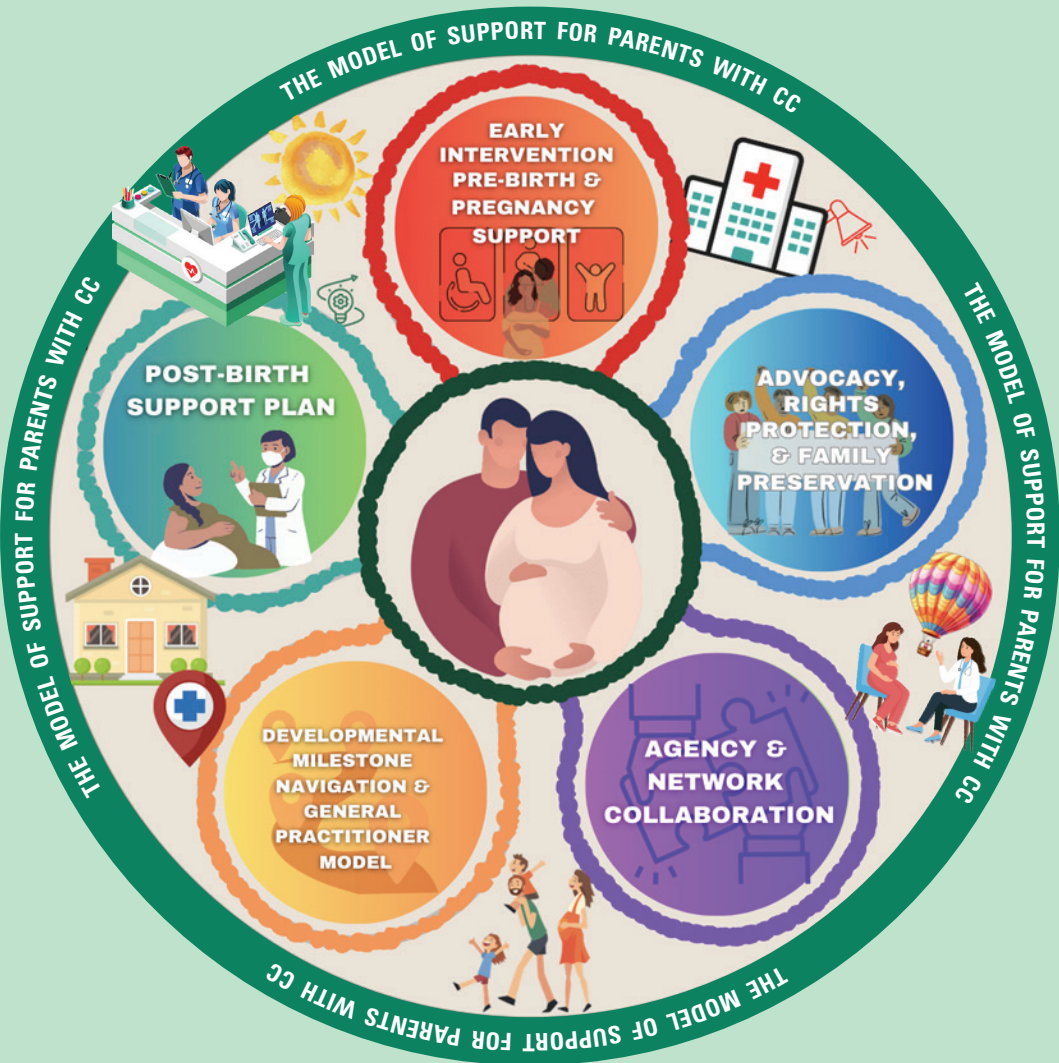 THE MODEL OF SUPPORT FOR PARENTS WITH CC
EARLY
INTERVENTION
PRE-BIRTH &
PREGNANCY
SUPPORT
THE MODEL OF SUPPORT FOR PARENTS WITH CC
ADVOCACY,
RIGHTS
PROTECTION,
& FAMILY
PRESERVATION
AGENCY &
NETWORK
COLLABORATION
THE MODEL OF SUPPORT FOR PARENTS WITH CC
DEVELOPMENTAL
MILESTONE
NAVIGATION &
GENERAL
PRACTITIONER
MODEL
THE MODEL OF SUPPORT FOR PARENTS WITH CC
POST-BIRTH
SUPPORT PLAN